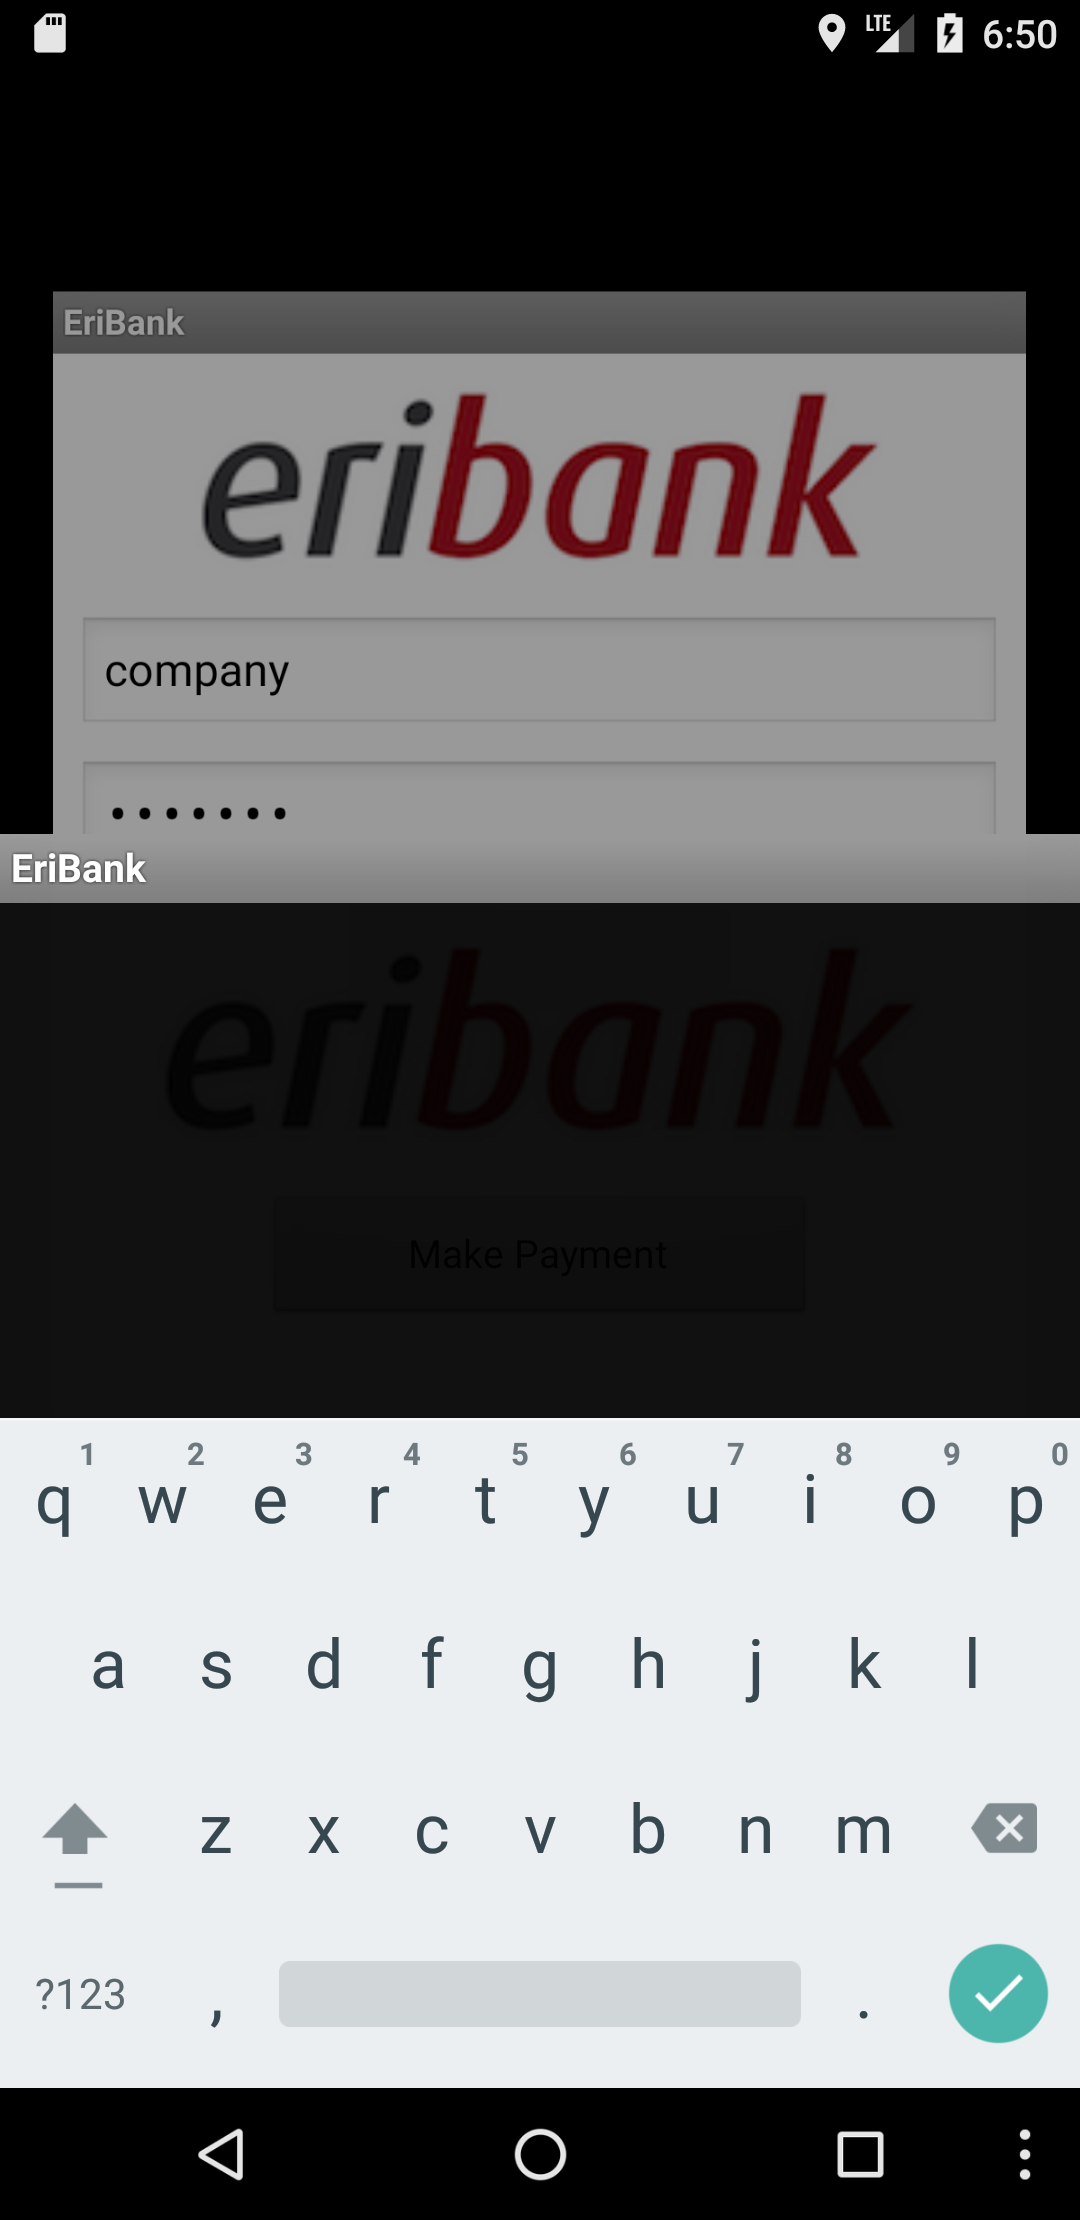 LTE 6:50
EriBank
eribank
company
•••••••
EriBank
eribank
Make Payment
1 2 3 4 5 6 7 8 9 0
q w e r t y u i o p
a s d f g h j k l
z x c v b n m
?123 , .